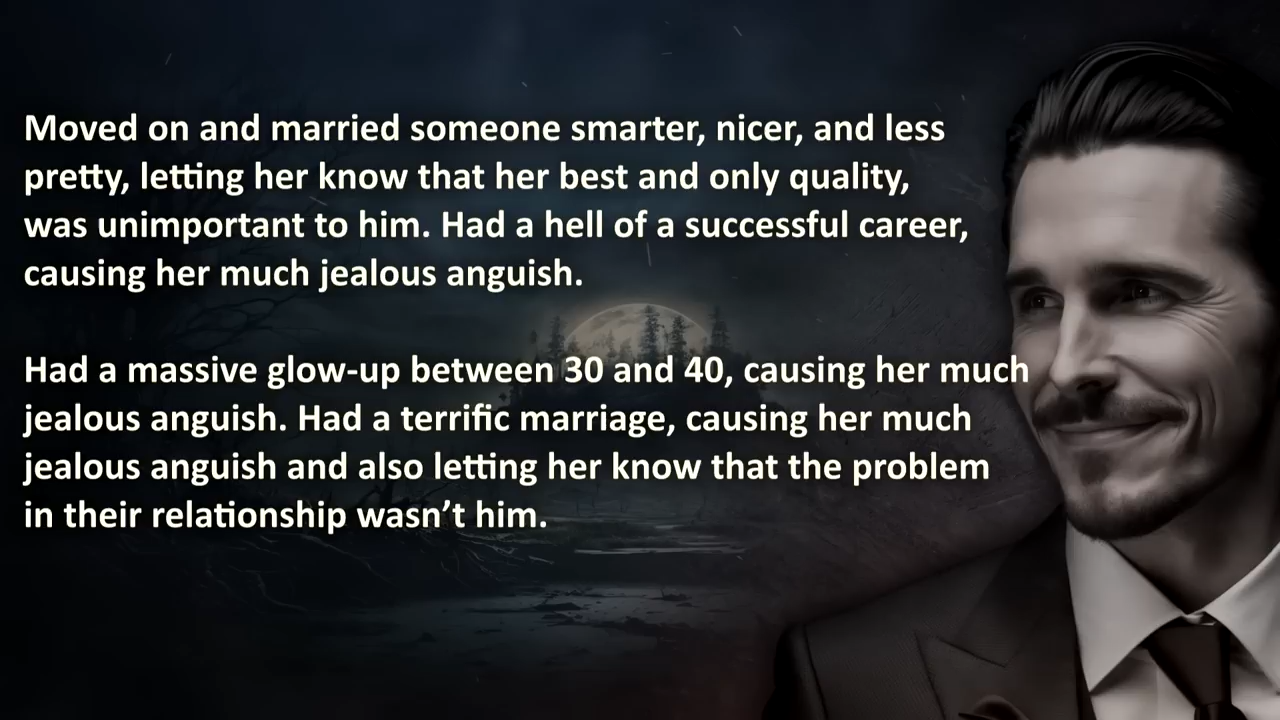 Moved on and married someone smarter, nicer, and less
pretty, letting her know that her best and only quality,
was unimportant to him. Had a hell of a successful career,
causing her much jealous anguish.
Had a massive glow-up between 30 and 40, causing her much
jealous anguish. Had a terrific marriage, causing her much
jealous anguish and also letting her know that the problem
in their relationship wasn’t him.